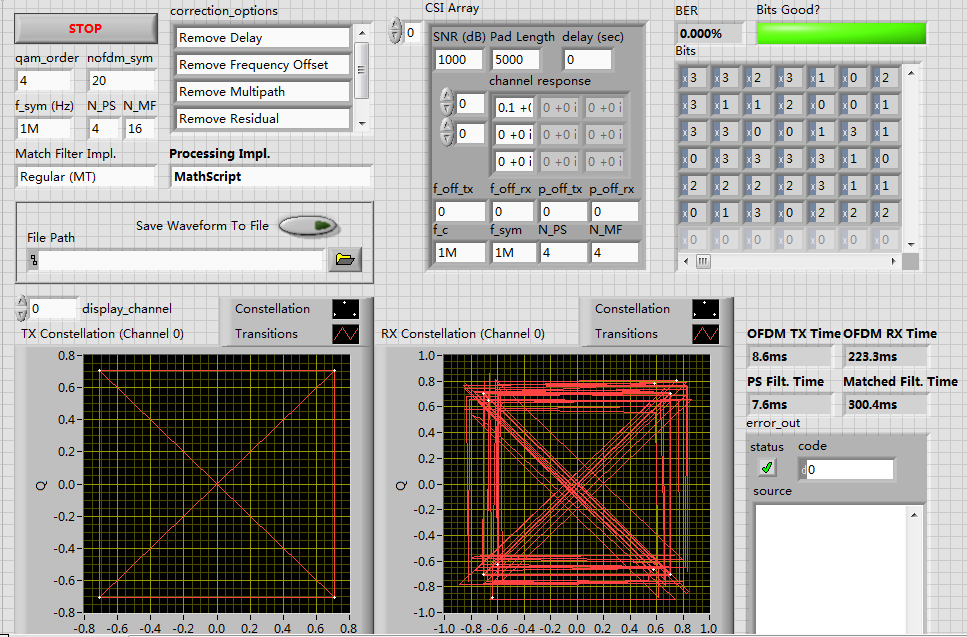 STOP
qam_order nofdm_sym
4 20
f_sym (Hz) N_PS N_MF
1M 4 16
Match Filter Impl.
Regular (MT)
correction_options
Remove Delay
Remove Frequency Offset
Remove Multipath
Remove Residual
Processing Impl.
MathScript
Save Waveform To File
File Path
CSI Array
0
SNR (dB) Pad Length delay (sec)
1000 5000 0
channel response
0 0.1 +0 0 +0 i 0 +0 i
0 0 +0 i 0 +0 i 0 +0 i
0 +0 i 0 +0 i 0 +0 i
f_off_tx f_off_rx p_off_tx p_off_rx
0 0 0 0
f_c f_sym N_PS N_MF
1M 1M 4 4
BER Bits Good?
0.000%
Bits
x3 x3 x2 x3 x1 x0 x2
x3 x1 x1 x2 x0 x0 x1
x3 x3 x0 x0 x1 x3 x1
x0 x3 x3 x3 x3 x1 x0
x2 x2 x2 x2 x3 x1 x1
x0 x1 x3 x0 x2 x2 x2
x0 x0 x0 x0 x0 x0 x0
0 display_channel
Constellation
Transitions
TX Constellation (Channel 0)
0.8
0.6
0.4
0.2
0.0
-0.2
-0.4
-0.6
-0.8
Q
-0.8 -0.6 -0.4 -0.2 0.0 0.2 0.4 0.6 0.8
Constellation
Transitions
RX Constellation (Channel 0)
1.0
0.8
0.6
0.4
0.2
0.0
-0.2
-0.4
-0.6
-0.8
-1.0
Q
-1.0 -0.8 -0.6 -0.4 -0.2 0.0 0.2 0.4 0.6 0.8 1.0
OFDM TX Time OFDM RX Time
8.6ms 223.3ms
PS Filt. Time Matched Filt. Time
7.6ms 300.4ms
error_out
status code
d0
source